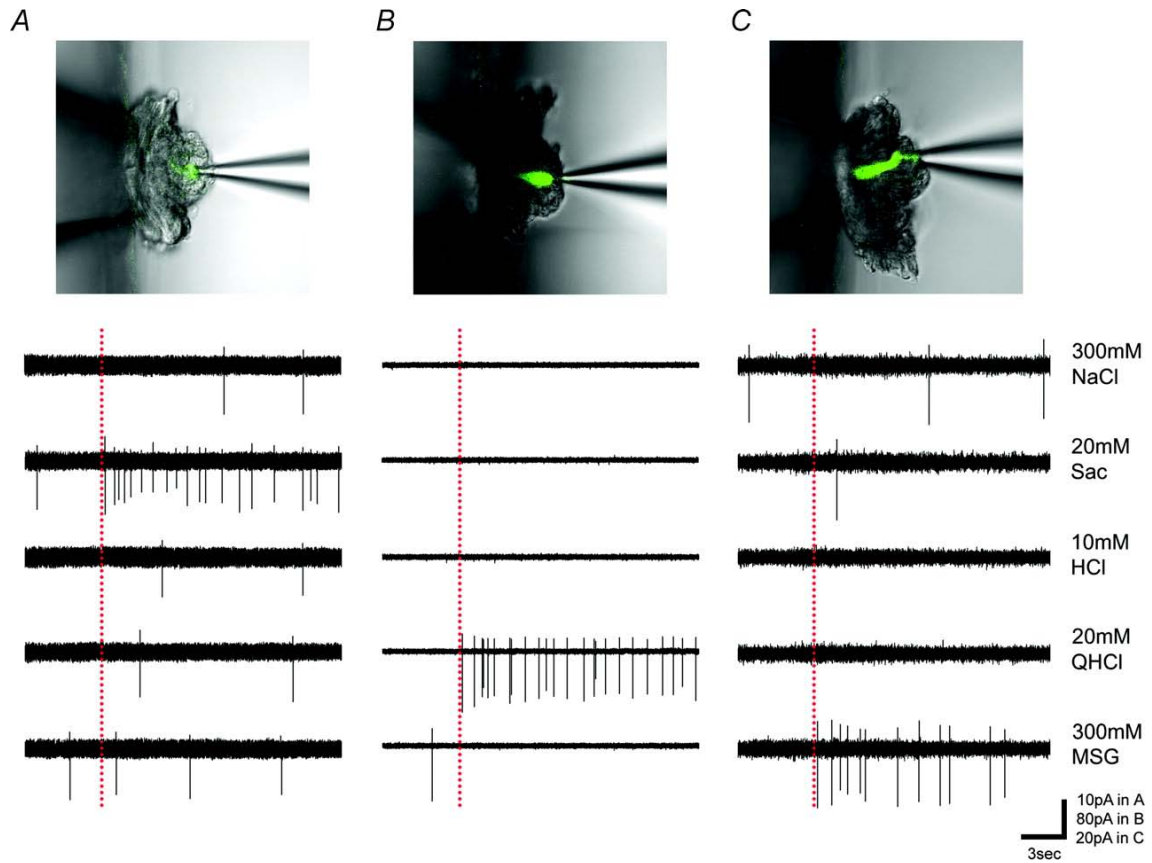 A
B
C
300mM
NaCl
20mM
Sac
10mM
HCl
20mM
QHCl
300mM
MSG
10pA in A
80pA in B
20pA in C
3sec